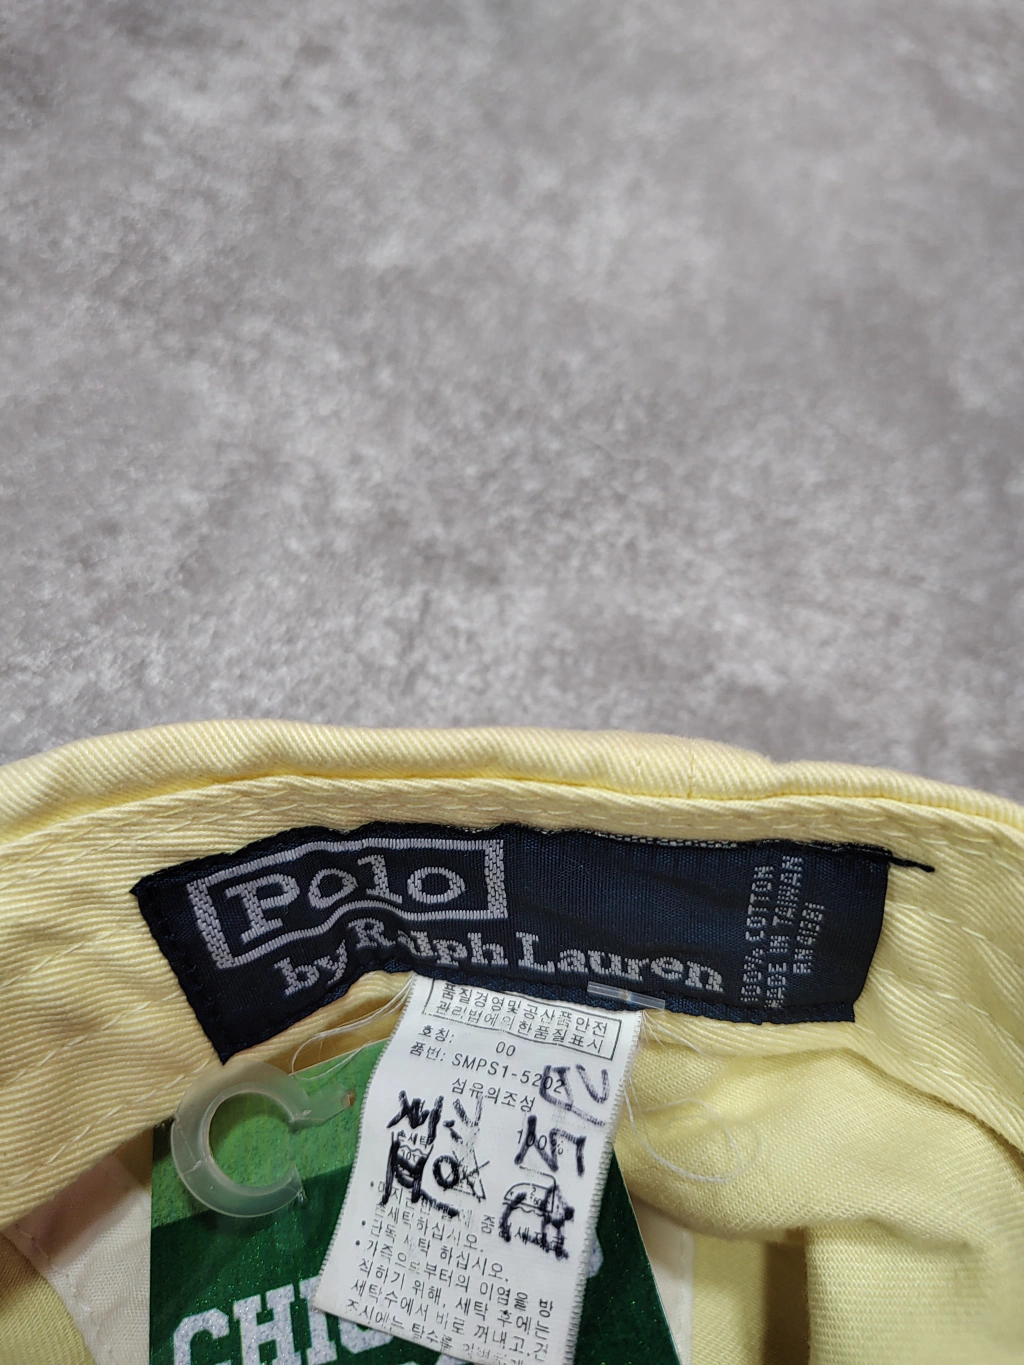 Polo
by Ralph Lauren
100% COTTON
MADE IN TAIWAN
RN41381
품질경영및공산품안전
관리법에의한품질표시
호칭: 00
품번: SMPS1-5202
섬유의조성
100%
세탁하십시오.
단독세탁 하십시오.
·가죽으로부터의 이염을 방
지하기 위해, 세탁 후에는
세탁수에서 바로 꺼내고, 건
조시에는 탈수를
CHIC